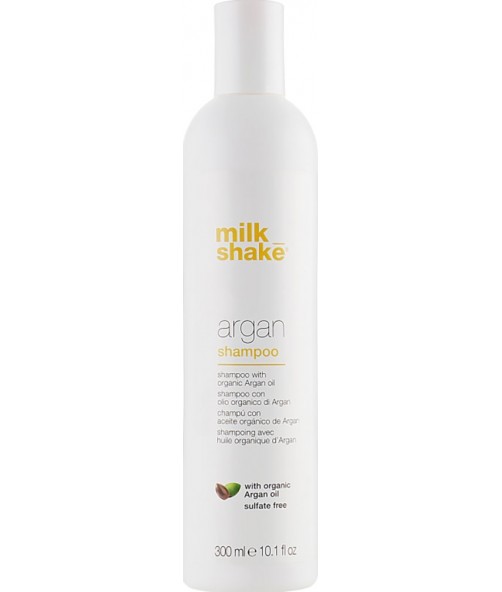 milk
shake®
argan
shampoo
shampoo with
organic Argan oil
shampoo con
olio organico di Argan
champú con
aceite orgánico de Argan
shampoing avec
huile organique d'Argan
with organic
Argan oil
sulfate free
300 ml e 10.1 fl oz